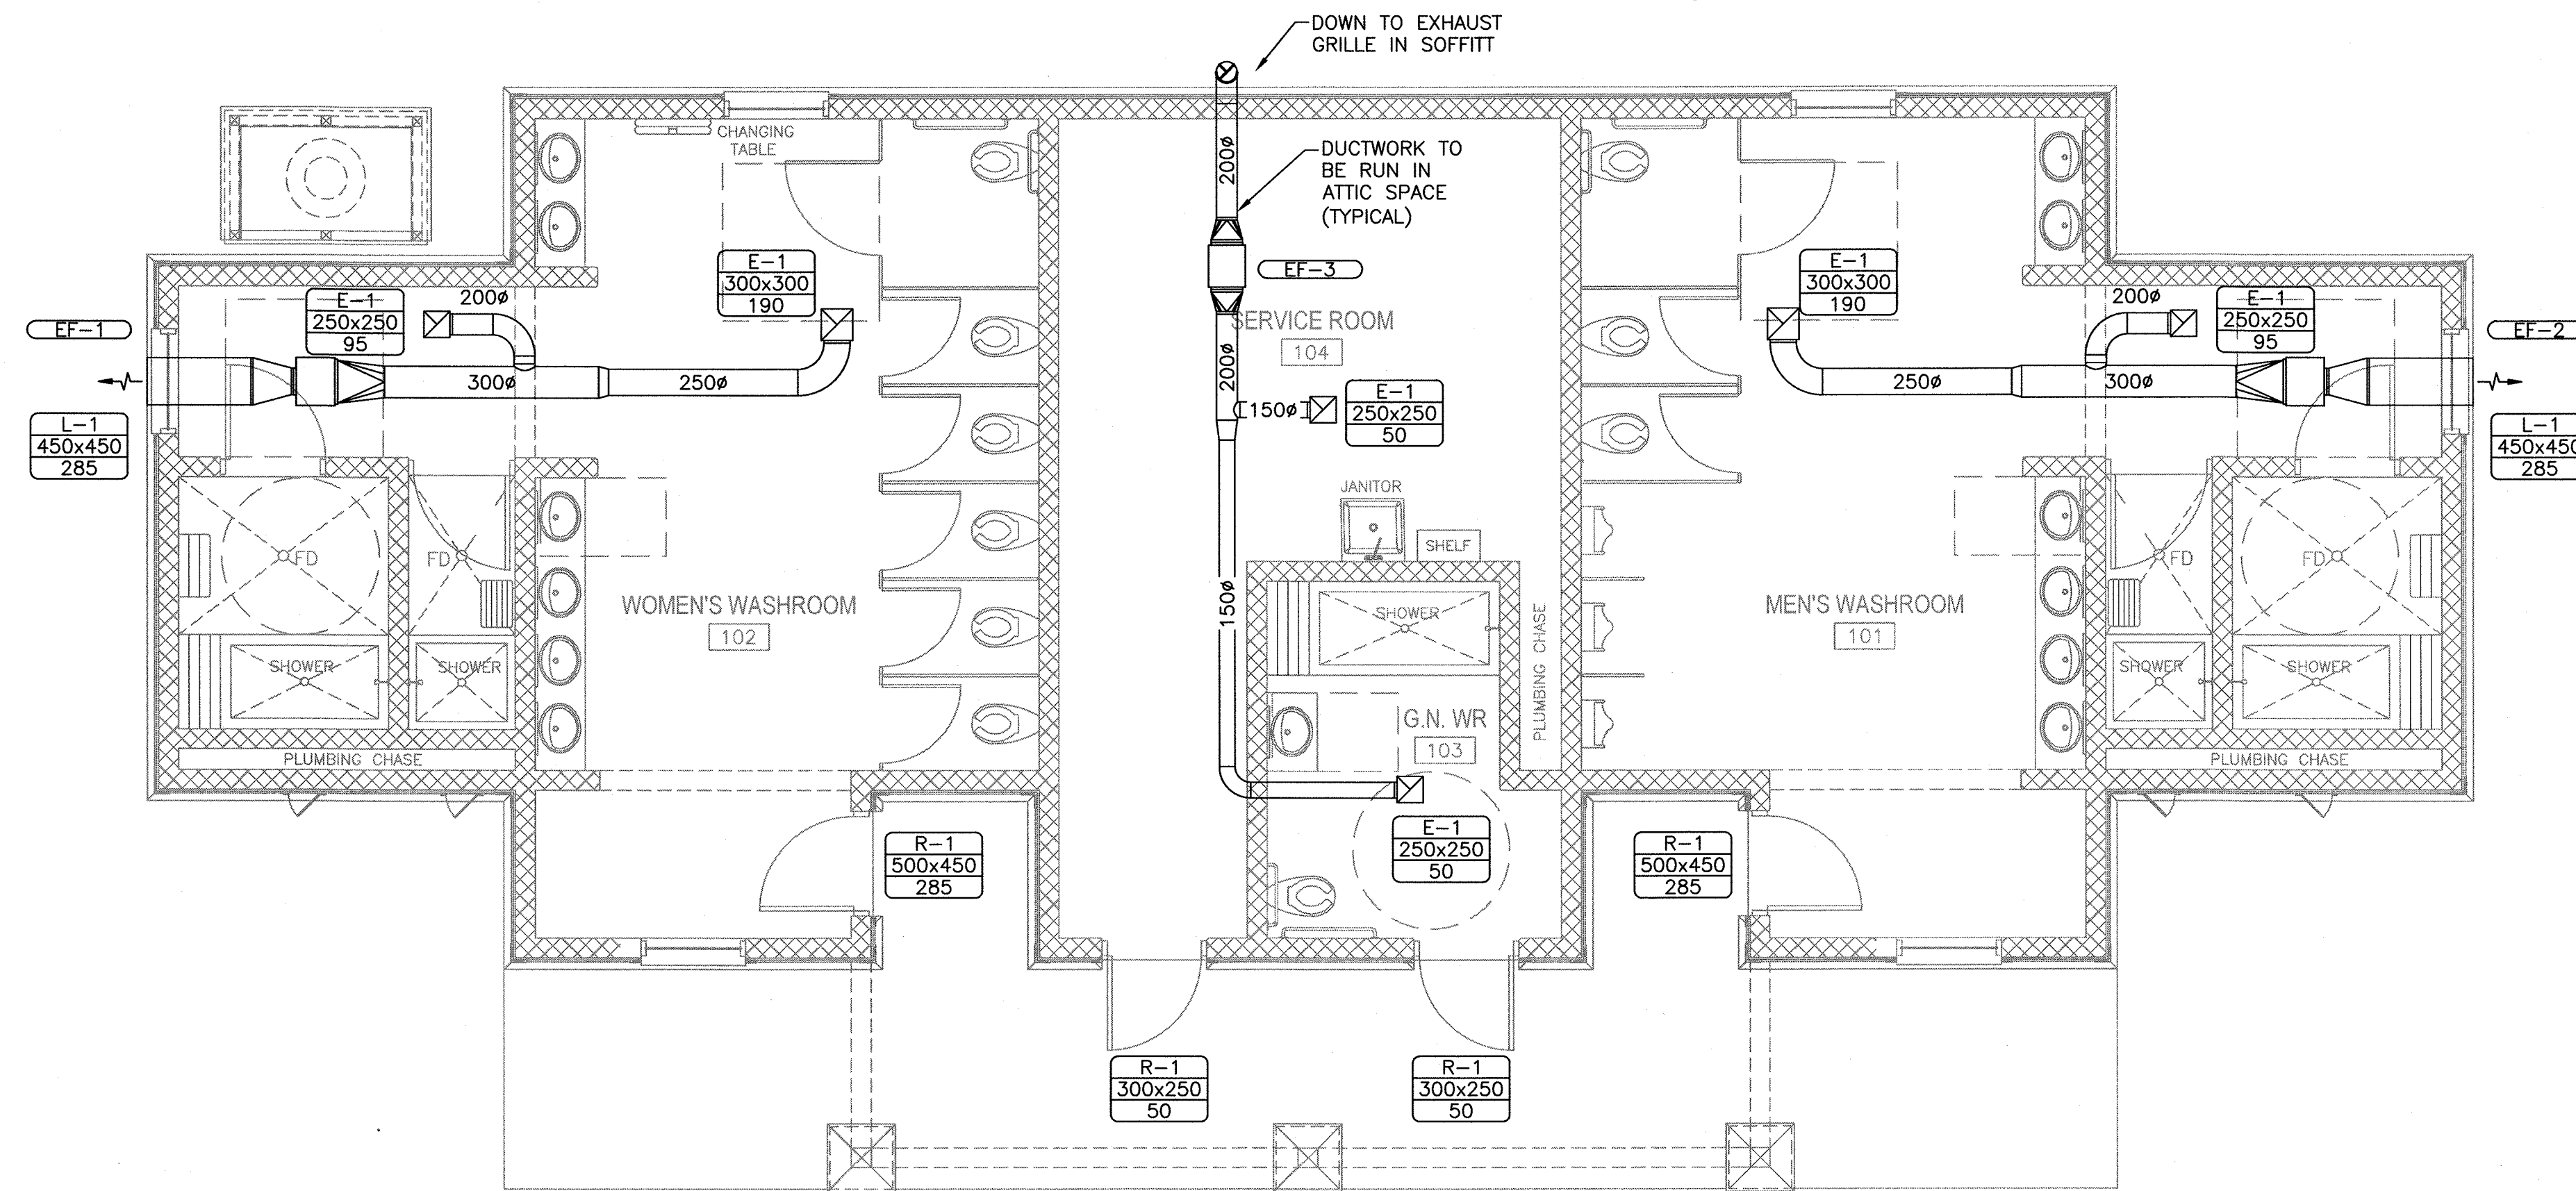 DOWN TO EXHAUST
GRILLE IN SOFFITT
CHANGING
TABLE
200ø
DUCTWORK TO
BE RUN IN
ATTIC SPACE
(TYPICAL)
E-1
300x300
190
EF-3
E-1
300x300
190
EF-1
E-1
250x250
95
200ø
SERVICE ROOM
104
200ø
E-1
250x250
95
EF-2
300ø
250ø
200ø
250ø
300ø
150ø
E-1
250x250
50
L-1
450x450
285
L-1
450x450
285
JANITOR
SHELF
FD
FD
FD
FD
WOMEN'S WASHROOM
102
150ø
SHOWER
PLUMBING CHASE
MEN'S WASHROOM
101
SHOWER
SHOWER
SHOWER
SHOWER
G.N. WR
103
PLUMBING CHASE
PLUMBING CHASE
R-1
500x450
285
E-1
250x250
50
R-1
500x450
285
R-1
300x250
50
R-1
300x250
50